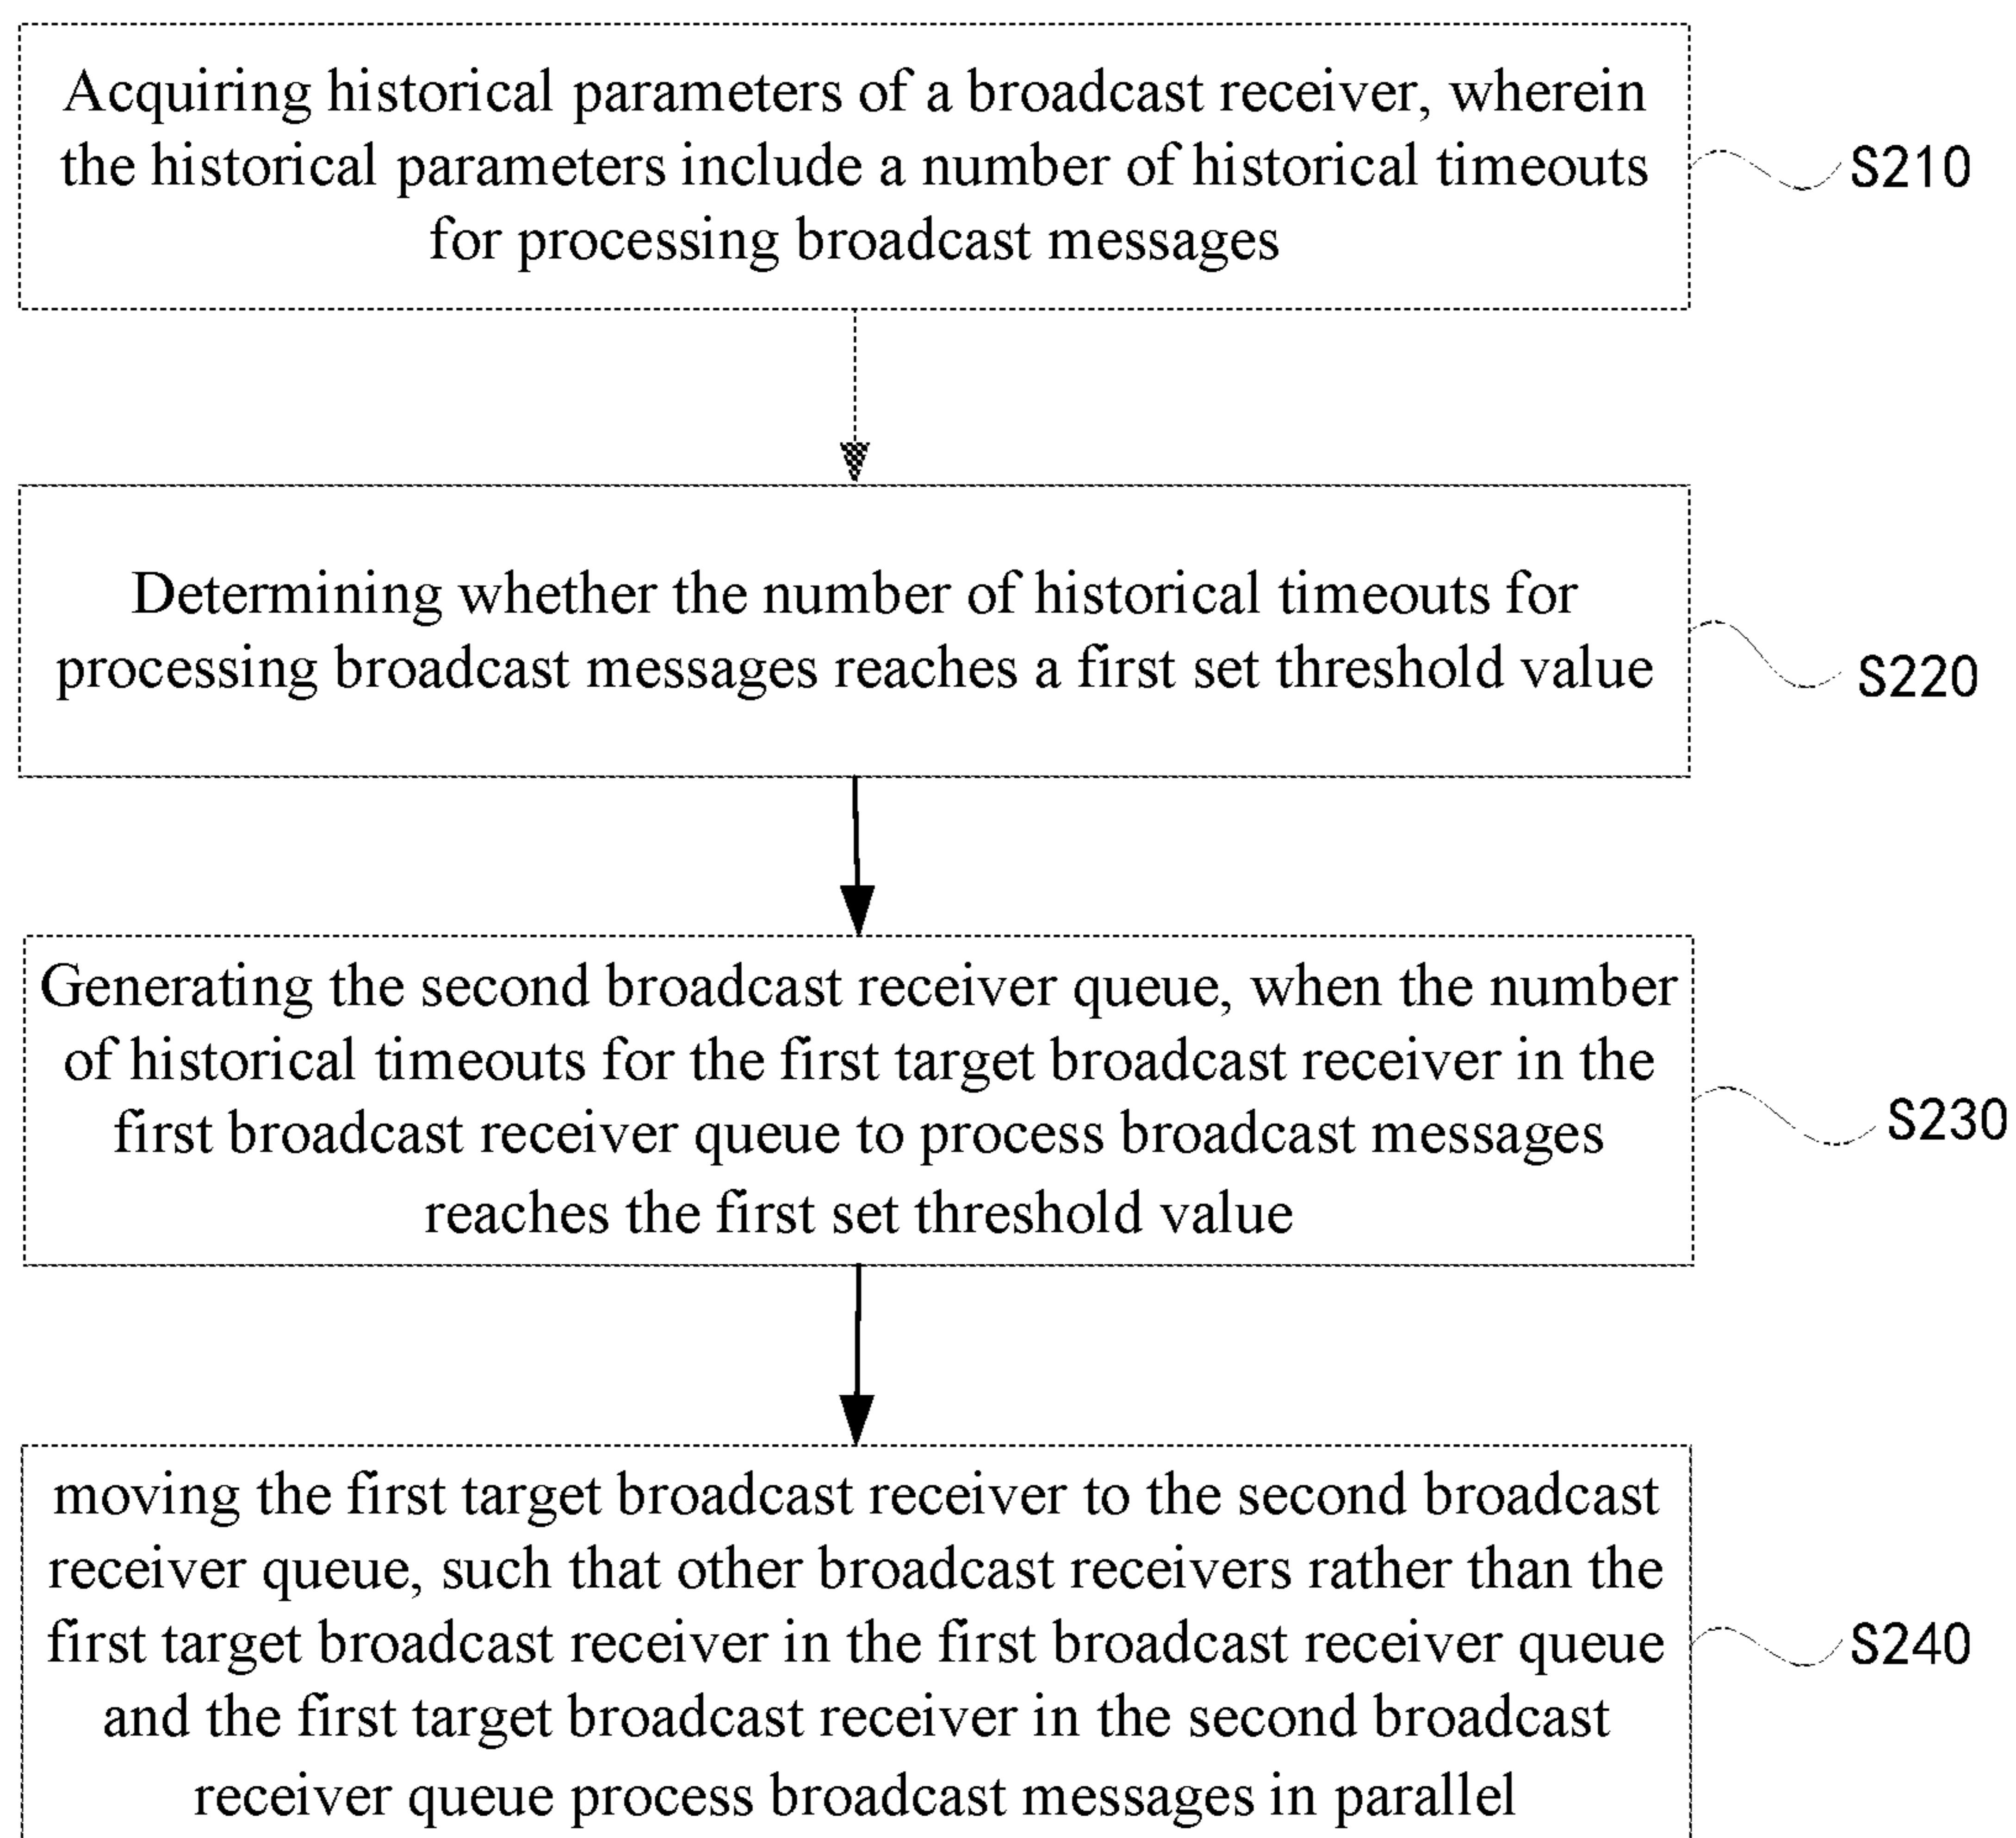 Acquiring historical parameters of a broadcast receiver, wherein
the historical parameters include a number of historical timeouts
for processing broadcast messages
S210
Determining whether the number of historical timeouts for
processing broadcast messages reaches a first set threshold value
S220
Generating the second broadcast receiver queue, when the number
of historical timeouts for the first target broadcast receiver in the
first broadcast receiver queue to process broadcast messages
reaches the first set threshold value
S230
moving the first target broadcast receiver to the second broadcast
receiver queue, such that other broadcast receivers rather than the
first target broadcast receiver in the first broadcast receiver queue
and the first target broadcast receiver in the second broadcast
receiver queue process broadcast messages in parallel
S240